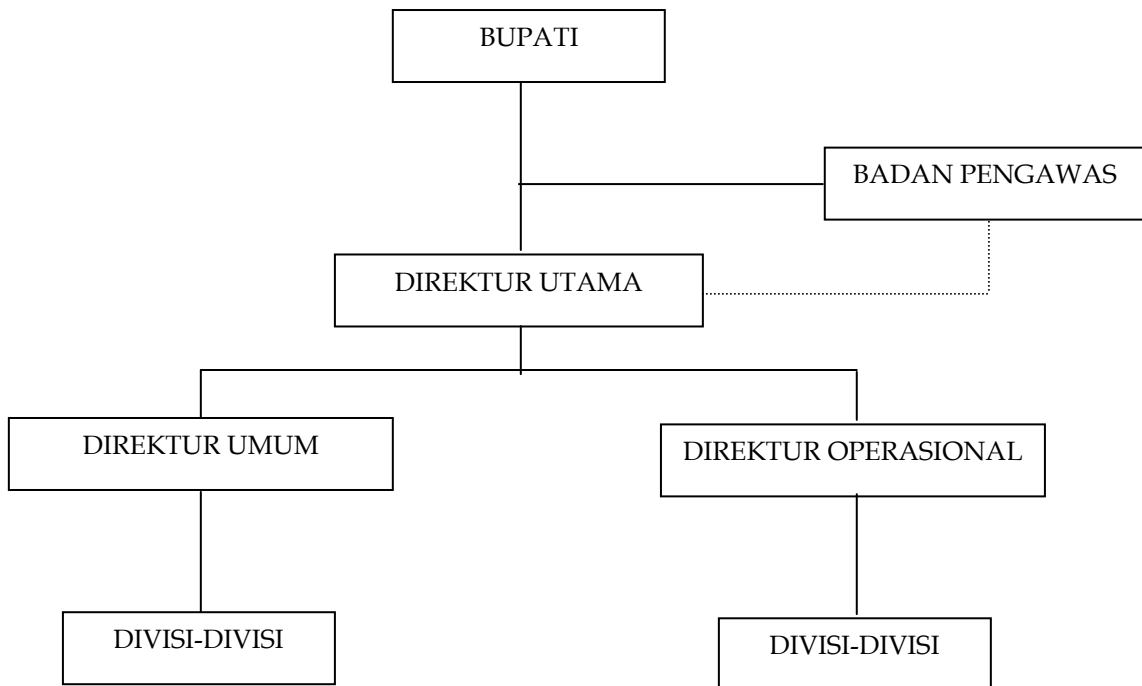 BUPATI
BADAN PENGAWAS
DIREKTUR UTAMA
DIREKTUR UMUM
DIREKTUR OPERASIONAL
DIVISI-DIVISI
DIVISI-DIVISI